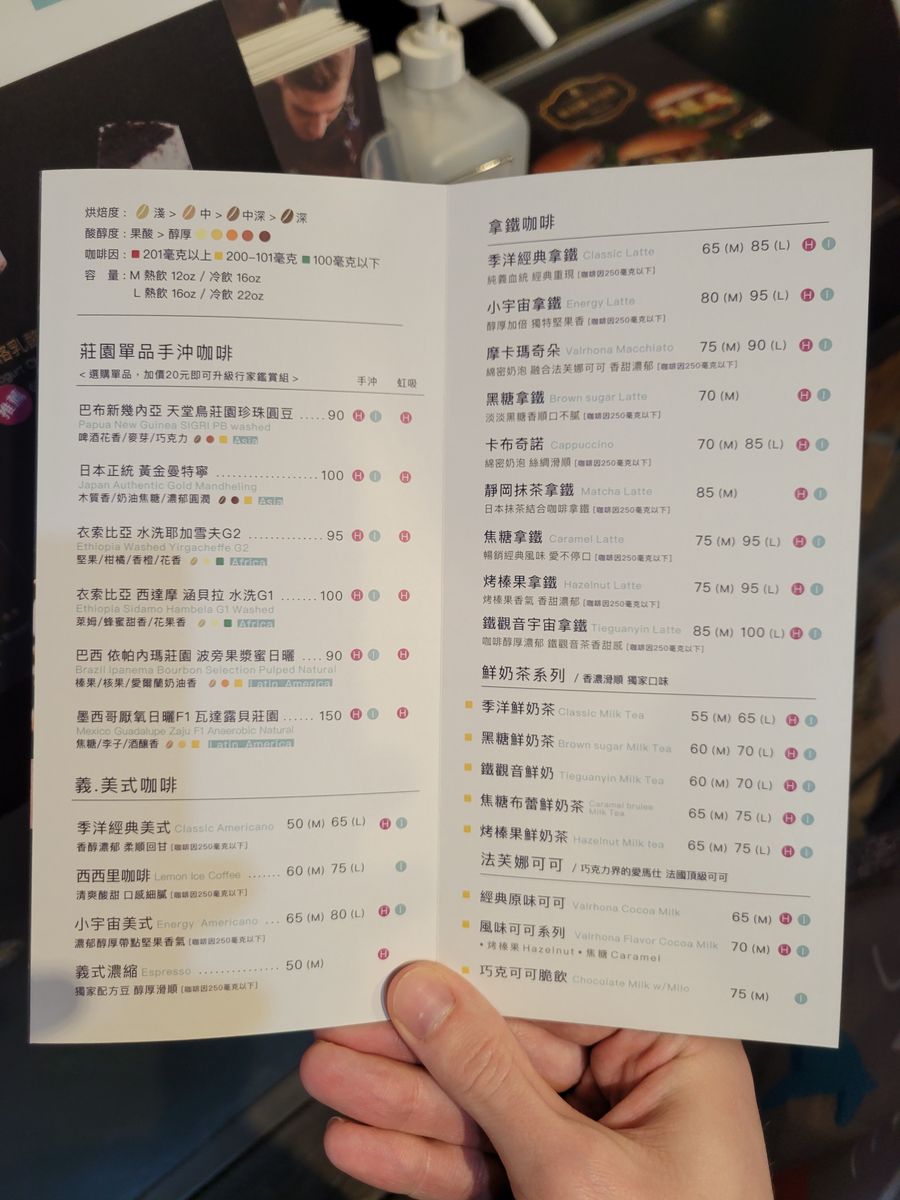 烘焙度： 淺 > 中 > 中深 > 深
酸醇度：果酸 > 醇厚
咖啡因： 201毫克以上 200-101毫克 100毫克以下
容 量：M 熱飲 12oz / 冷飲 16oz
L 熱飲 16oz / 冷飲 22oz
莊園單品手沖咖啡
<選購單品，加價20元即可升級行家鑑賞組> 手沖 虹吸
巴布新幾內亞 天堂鳥莊園珍珠圓豆 .....90 H I H
Papua New Guinea SIGRI PB washed
啤酒花香/麥芽/巧克力 Asia
日本正統 黃金曼特寧 ..................100 H I H
Japan Authentic Gold Mandheling
木質香/奶油焦糖/濃郁圓潤 Asia
衣索比亞 水洗耶加雪夫G2 .............95 H I H
Ethiopia Washed Yirgacheffe G2
堅果/柑橘/香橙/花香 Africa
衣索比亞 西達摩 涵貝拉 水洗G1 .......100 H I H
Ethiopia Sidamo Hambela G1 Washed
萊姆/蜂蜜甜香/花果香 Africa
巴西 依帕內瑪莊園 波旁果漿蜜日曬 ....90 H I H
Brazil Ipanema Bourbon Selection Pulped Natural
榛果/核果/愛爾蘭奶油香 Latin America
墨西哥厭氧日曬F1 瓦達露貝莊園 ......150 H I H
Mexico Guadalupe Zaju F1 Anaerobic Natural
焦糖/李子/酒釀香 Latin America
義.美式咖啡
季洋經典美式 Classic Americano 50 (M) 65 (L) H I
香醇濃郁 柔順回甘 [咖啡因250毫克以下]
西西里咖啡 Lemon Ice Coffee ....... 60 (M) 75 (L) I
清爽酸甜 口感細膩 [咖啡因250毫克以下]
小宇宙美式 Energy Americano ... 65 (M) 80 (L) H I
濃郁醇厚帶點堅果香氣 [咖啡因250毫克以下]
義式濃縮 Espresso ................ 50 (M) H
獨家配方豆 醇厚滑順 [咖啡因250毫克以下]
拿鐵咖啡
季洋經典拿鐵 Classic Latte 65 (M) 85 (L) H I
純義血統 經典重現 [咖啡因250毫克以下]
小宇宙拿鐵 Energy Latte 80 (M) 95 (L) H I
醇厚加倍 獨特堅果香 [咖啡因250毫克以下]
摩卡瑪奇朵 Valrhona Macchiato 75 (M) 90 (L) H I
綿密奶泡 融合法芙娜可可 香甜濃郁 [咖啡因250毫克以下]
黑糖拿鐵 Brown sugar Latte 70 (M) H I
淡淡黑糖香順口不膩 [咖啡因250毫克以下]
卡布奇諾 Cappuccino 70 (M) 85 (L) H I
綿密奶泡 絲綢滑順 [咖啡因250毫克以下]
靜岡抹茶拿鐵 Matcha Latte 85 (M) H I
日本抹茶結合咖啡拿鐵 [咖啡因250毫克以下]
焦糖拿鐵 Caramel Latte 75 (M) 95 (L) H I
暢銷經典風味 愛不停口 [咖啡因250毫克以下]
烤榛果拿鐵 Hazelnut Latte 75 (M) 95 (L) H I
烤榛果香氣 香甜濃郁 [咖啡因250毫克以下]
鐵觀音宇宙拿鐵 Tieguanyin Latte 85 (M) 100 (L) H I
咖啡醇厚濃郁 鐵觀音茶香甜感 [咖啡因250毫克以下]
鮮奶茶系列 / 香濃滑順 獨家口味
季洋鮮奶茶 Classic Milk Tea 55 (M) 65 (L) H I
黑糖鮮奶茶 Brown sugar Milk Tea 60 (M) 70 (L) H I
鐵觀音鮮奶 Tieguanyin Milk Tea 60 (M) 70 (L) H I
焦糖布蕾鮮奶茶 Caramel brulee Milk Tea 65 (M) 75 (L) H I
烤榛果鮮奶茶 Hazelnut Milk tea 65 (M) 75 (L) H I
法芙娜可可 / 巧克力界的愛馬仕 法國頂級可可
經典原味可可 Valrhona Cocoa Milk 65 (M) H I
風味可可系列 Valrhona Flavor Cocoa Milk 70 (M) H I
•烤榛果 Hazelnut •焦糖 Caramel
巧克可可脆飲 Chocolate Milk w/Milo 75 (M) I